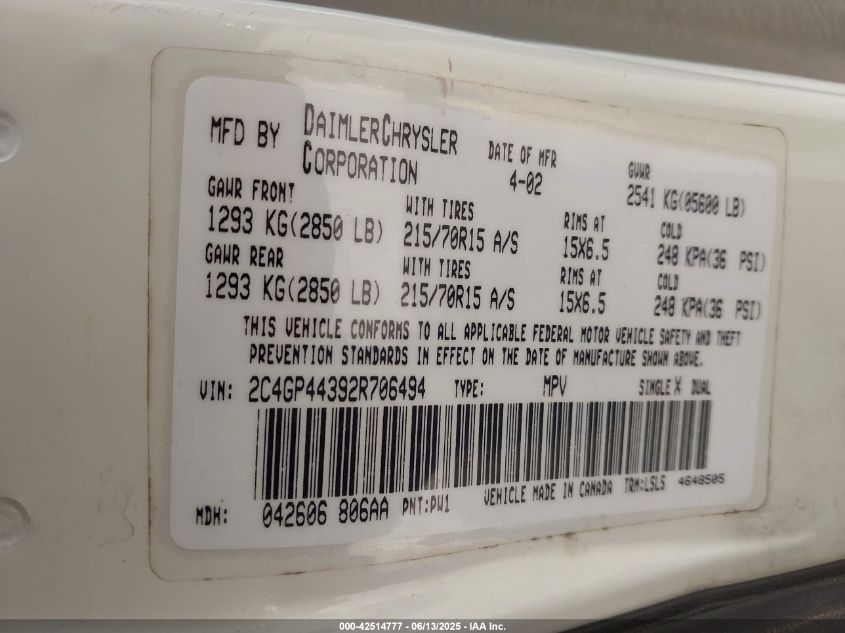 MFD BY DAIMLERCHRYSLER CORPORATION DATE OF MFR 4-02 GVWR 2541 KG(05600 LB)
GAWR FRONT WITH TIRES RIMS AT COLD
1293 KG(2850 LB) 215/70R15 A/S 15X6.5 248 KPA(36 PSI)
GAWR REAR WITH TIRES RIMS AT COLD
1293 KG(2850 LB) 215/70R15 A/S 15X6.5 248 KPA(36 PSI)
THIS VEHICLE CONFORMS TO ALL APPLICABLE FEDERAL MOTOR VEHICLE SAFETY AND THEFT
PREVENTION STANDARDS IN EFFECT ON THE DATE OF MANUFACTURE SHOWN ABOVE.
VIN: 2C4GP44392R706494 TYPE: MPV SINGLE X DUAL
MDH: 042606 806AA PNT:PW1 VEHICLE MADE IN CANADA TRM:LSL5 4648505
000-42514777 - 06/13/2025 - IAA Inc.